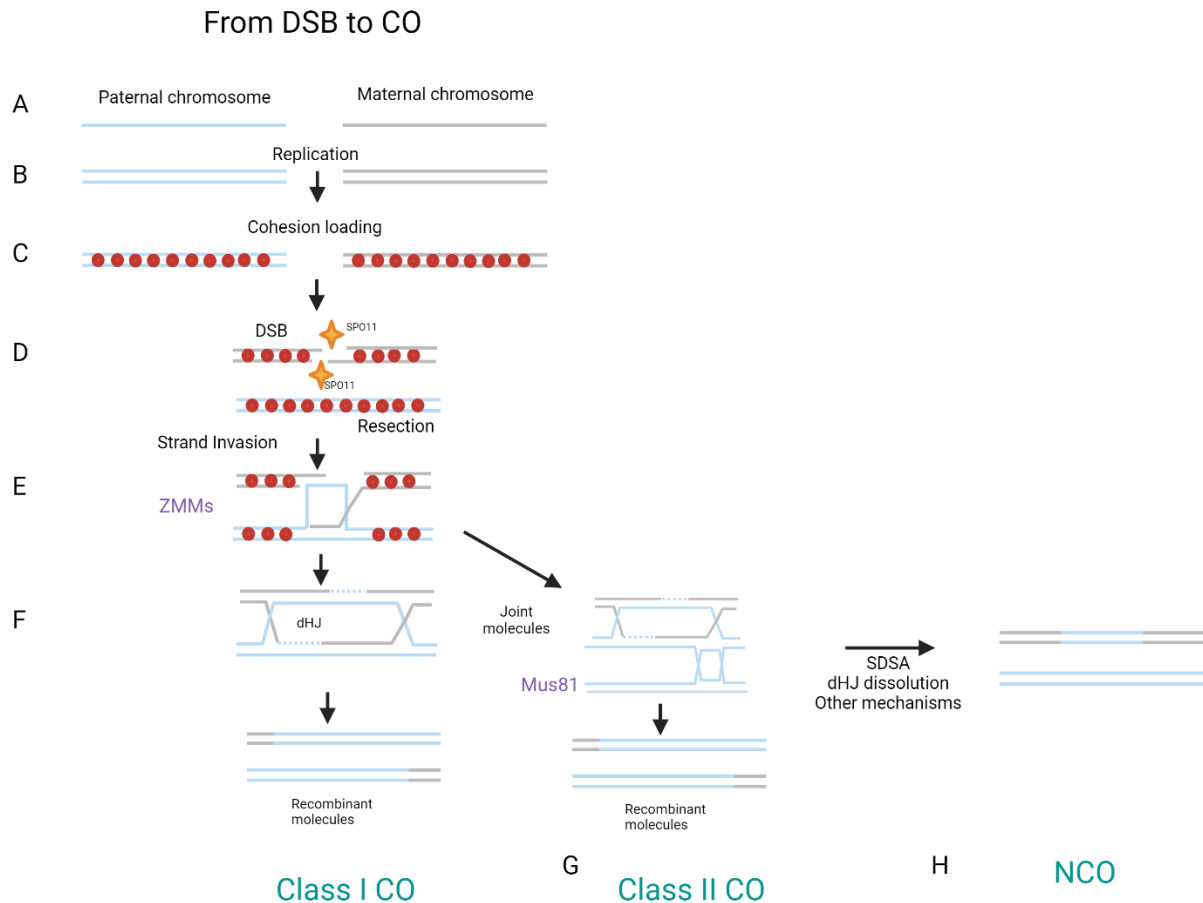 From DSB to CO
A
Paternal chromosome
Maternal chromosome
B
Replication
C
Cohesion loading
D
DSB
SPO11
SPO11
Resection
Strand Invasion
E
ZMMs
F
dHJ
Joint
molecules
Mus81
SDSA
dHJ dissolution
Other mechanisms
Recombinant
molecules
Recombinant
molecules
Class I CO
G
Class II CO
H
NCO